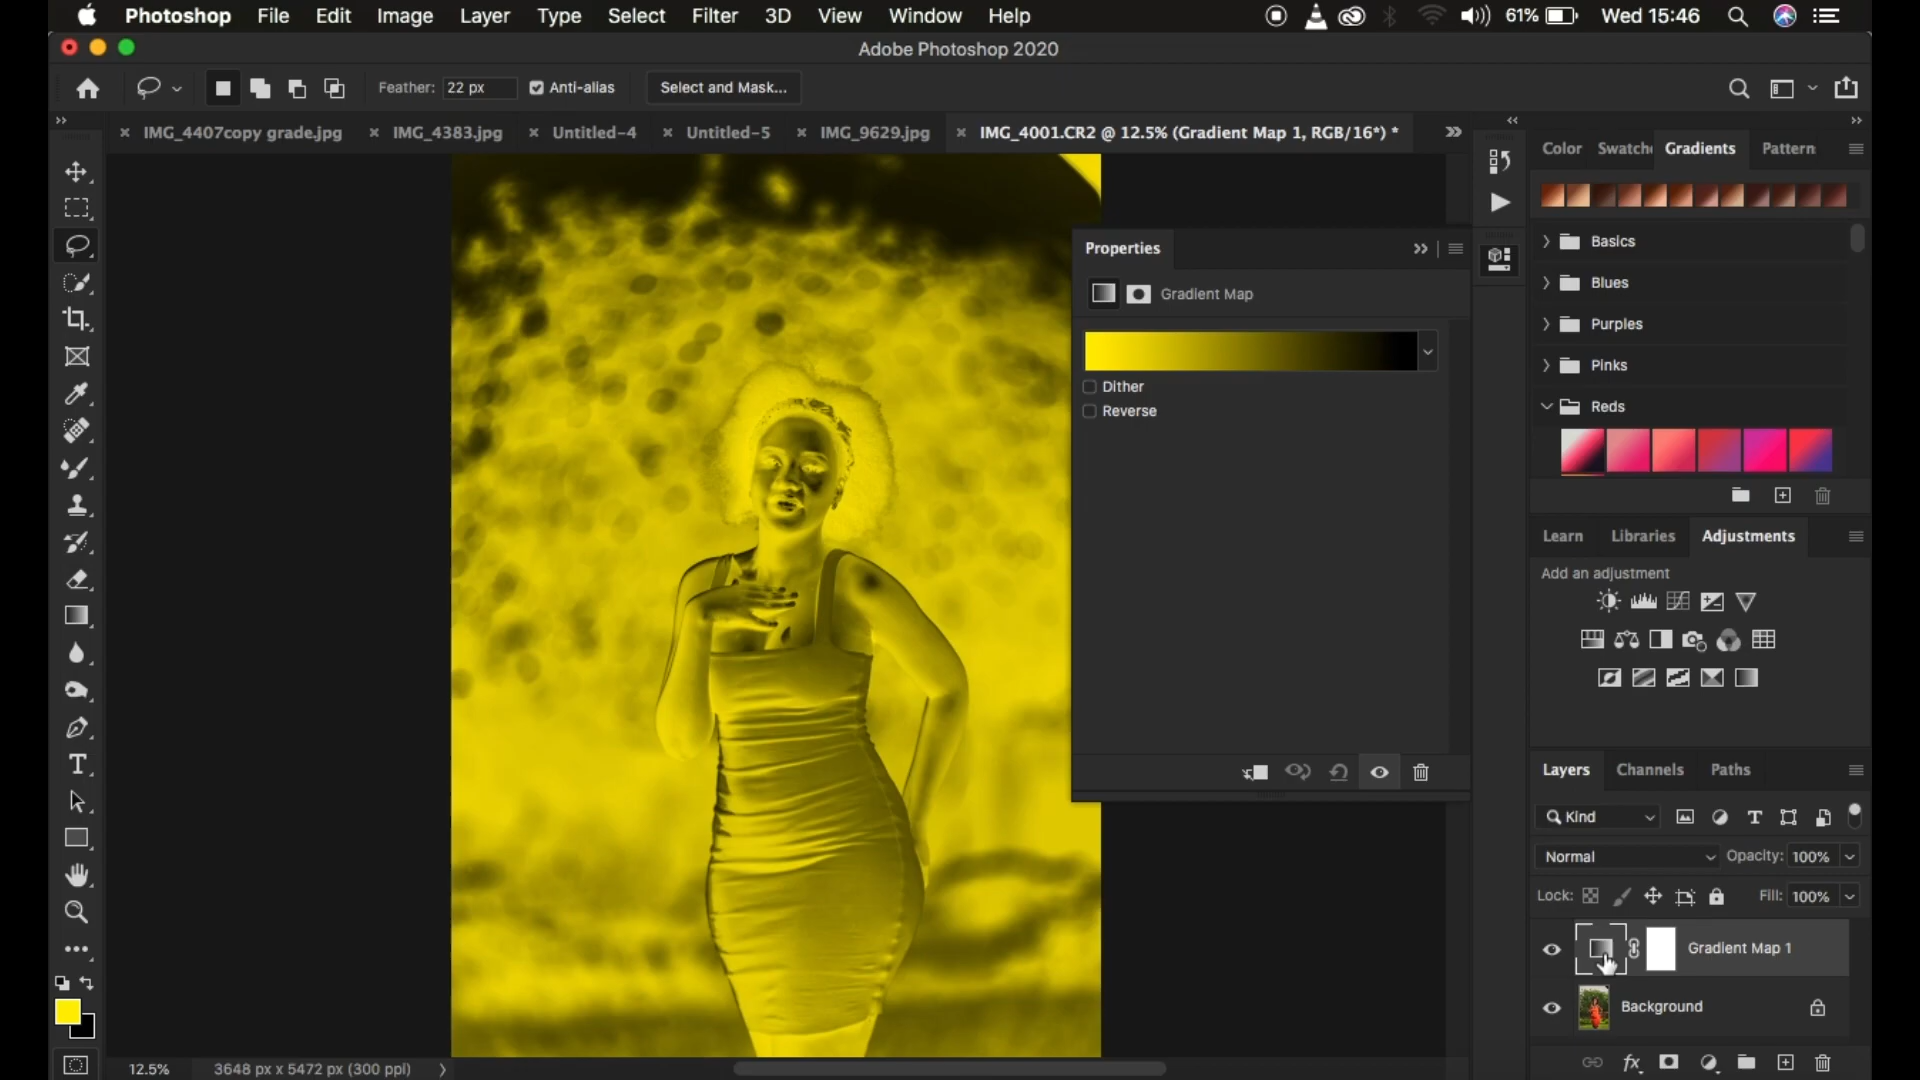 Photoshop File Edit Image Layer Type Select Filter 3D View Window Help 61% Wed 15:46
Adobe Photoshop 2020
Feather: 22 px Anti-alias Select and Mask...
IMG_4407copy grade.jpg IMG_4383.jpg Untitled-4 Untitled-5 IMG_9629.jpg IMG_4001.CR2 @ 12.5% (Gradient Map 1, RGB/16*) *
Color Swatche Gradients Pattern
Properties
Gradient Map
Dither
Reverse
Basics
Blues
Purples
Pinks
Reds
Learn Libraries Adjustments
Add an adjustment
Layers Channels Paths
Kind
Normal Opacity: 100%
Lock: Fill: 100%
Gradient Map 1
Background
12.5% 3648 px x 5472 px (300 ppi)